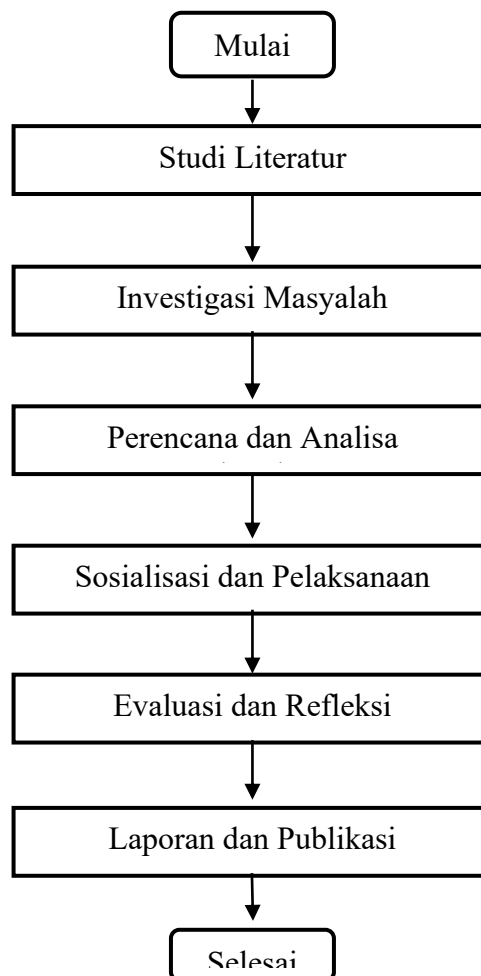 Mulai
Studi Literatur
Investigasi Masyalah
Perencana dan Analisa
Sosialisasi dan Pelaksanaan
Evaluasi dan Refleksi
Laporan dan Publikasi
Selesai